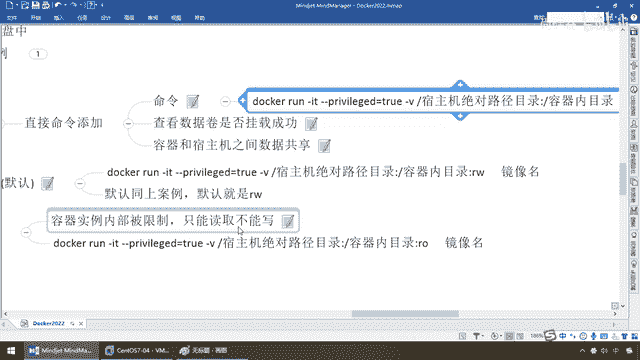 Mindjet MindManager - Docker2022.mmap
文件
盘中
例
1
命令
docker run -it --privileged=true -v /宿主机绝对路径目录:/容器内目录
直接命令添加
查看数据卷是否挂载成功
容器和宿主机之间数据共享
(默认)
docker run -it --privileged=true -v /宿主机绝对路径目录:/容器内目录:rw 镜像名
默认同上案例，默认就是rw
容器实例内部被限制，只能读取不能写
docker run -it --privileged=true -v /宿主机绝对路径目录:/容器内目录:ro 镜像名
Docker2022
Mindjet MindMa...
CentOS7-04 - VM...
无标题 - 画图